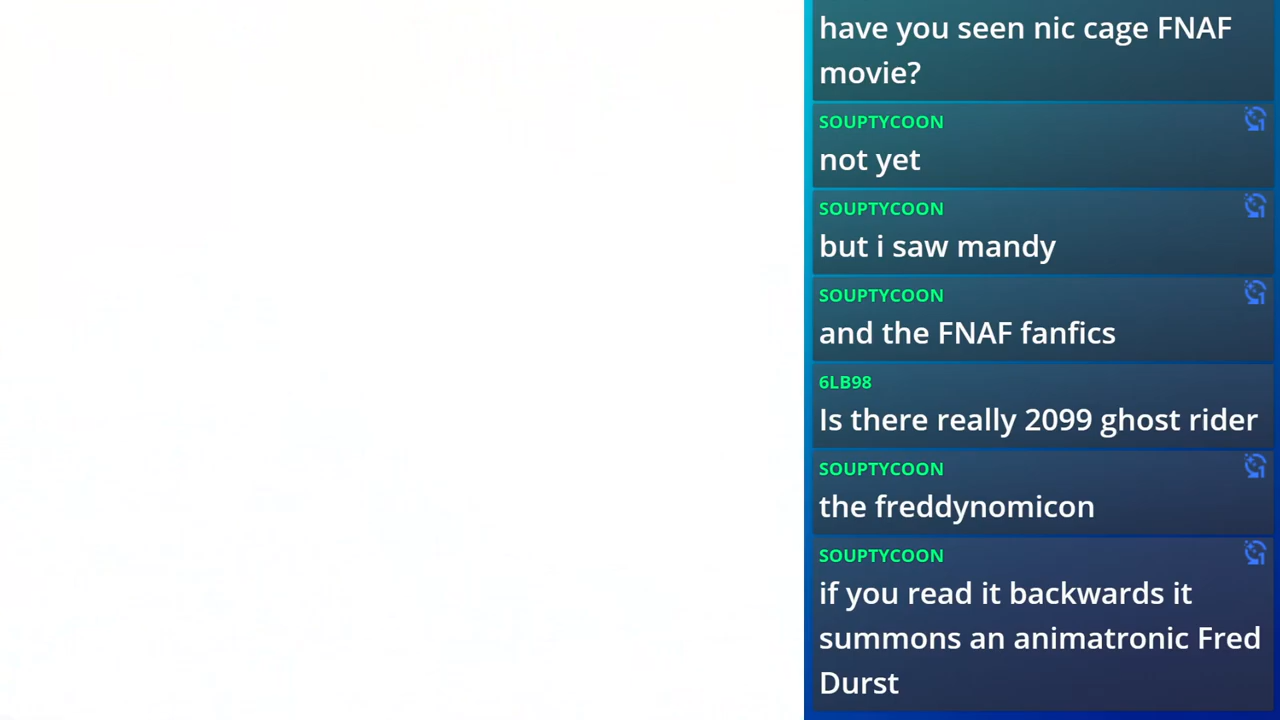 have you seen nic cage FNAF
movie?
SOUPTYCOON
not yet
SOUPTYCOON
but i saw mandy
SOUPTYCOON
and the FNAF fanfics
6LB98
Is there really 2099 ghost rider
SOUPTYCOON
the freddynomicon
SOUPTYCOON
if you read it backwards it
summons an animatronic Fred
Durst